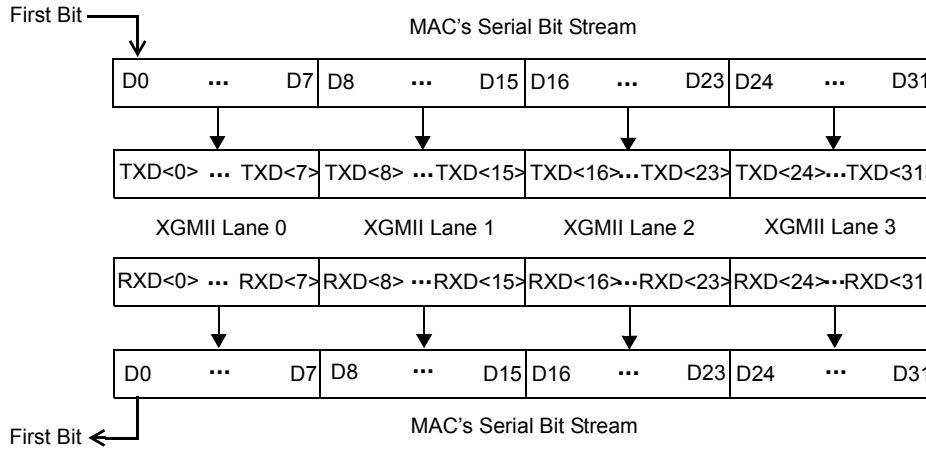 First Bit
MAC's Serial Bit Stream
D0 ... D7 D8 ... D15 D16 ... D23 D24 ... D31
TXD<0> ... TXD<7> TXD<8> ...TXD<15> TXD<16>...TXD<23> TXD<24>...TXD<31>
XGMII Lane 0 XGMII Lane 1 XGMII Lane 2 XGMII Lane 3
RXD<0> ... RXD<7> RXD<8> ...RXD<15> RXD<16>...RXD<23> RXD<24>...RXD<31
D0 ... D7 D8 ... D15 D16 ... D23 D24 ... D31
MAC's Serial Bit Stream
First Bit